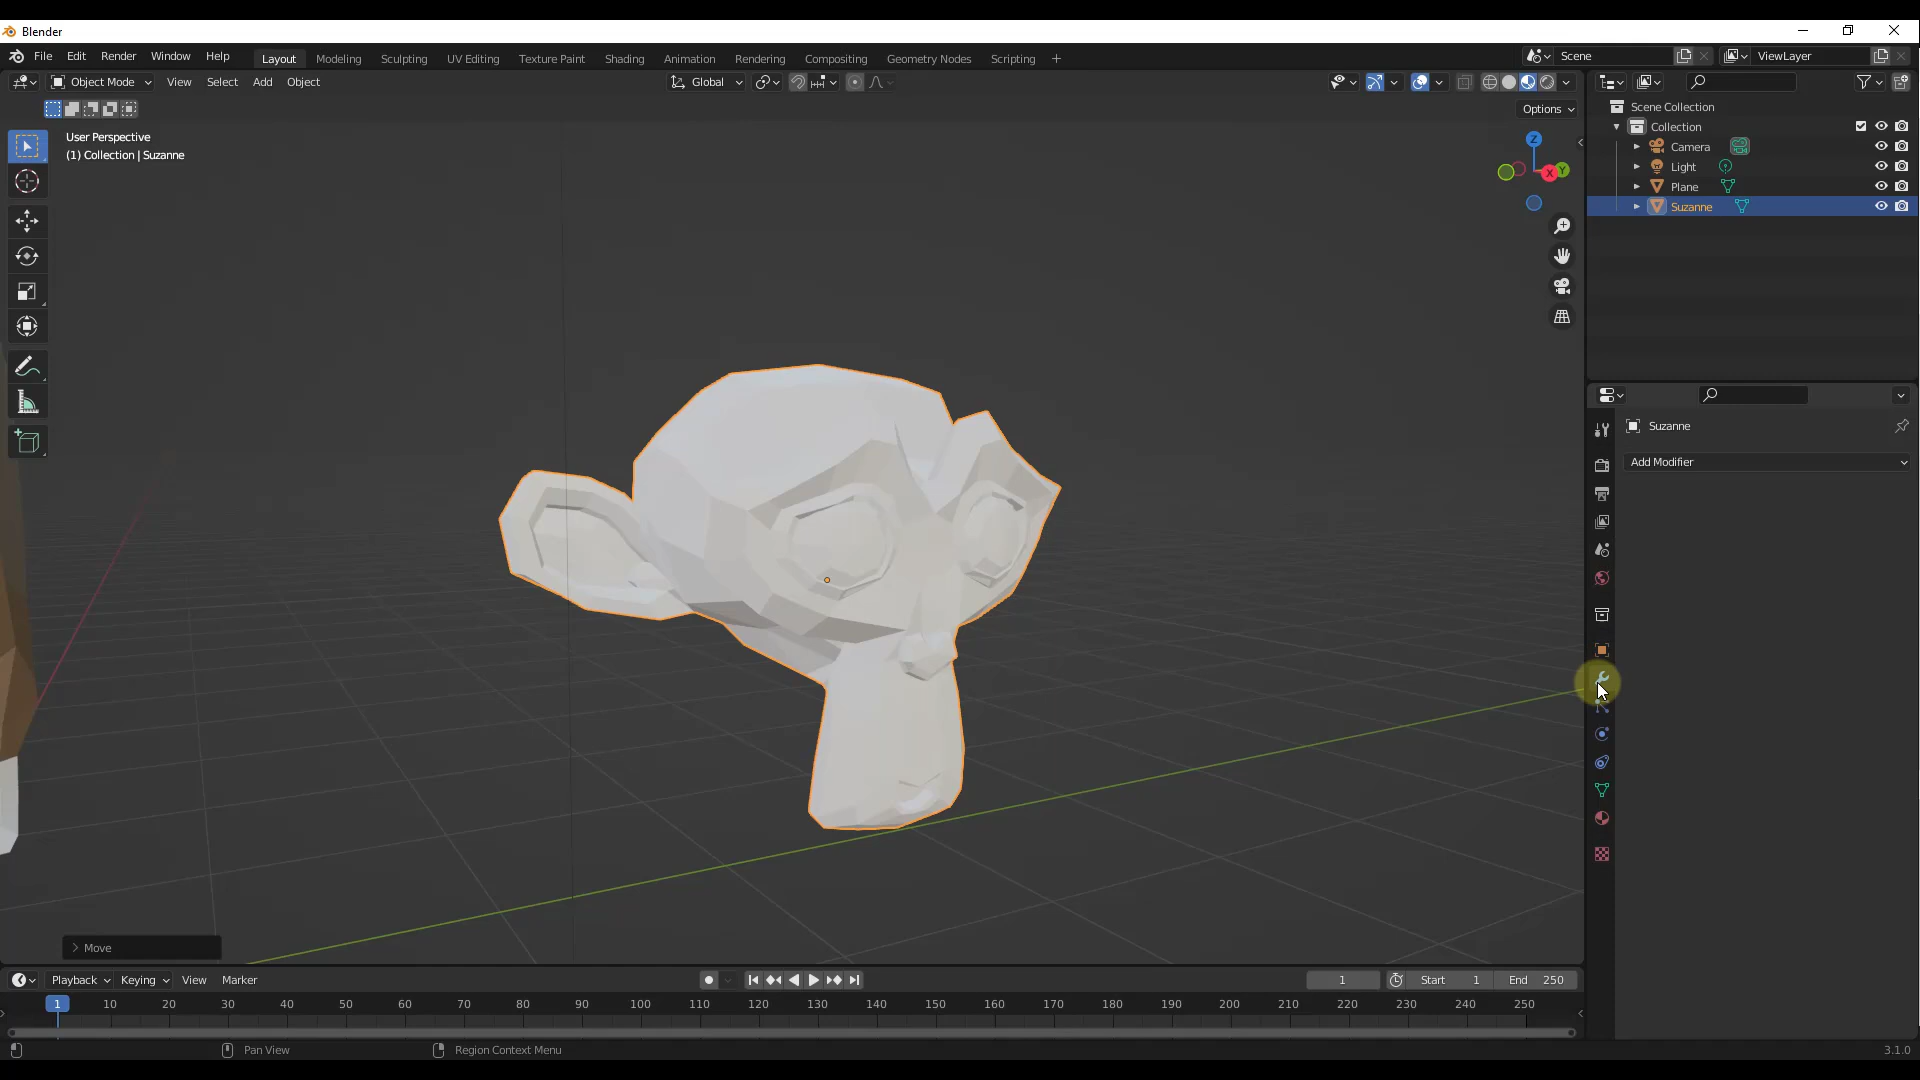 Blender
File Edit Render Window Help Layout Modeling Sculpting UV Editing Texture Paint Shading Animation Rendering Compositing Geometry Nodes Scripting + Scene ViewLayer
Object Mode View Select Add Object Global
Options
User Perspective
(1) Collection | Suzanne
Z
X
Y
Scene Collection
Collection
Camera
Light
Plane
Suzanne
Suzanne
Add Modifier
Move
Playback Keying View Marker 1 Start 1 End 250
1 10 20 30 40 50 60 70 80 90 100 110 120 130 140 150 160 170 180 190 200 210 220 230 240 250
Pan View Region Context Menu 3.1.0